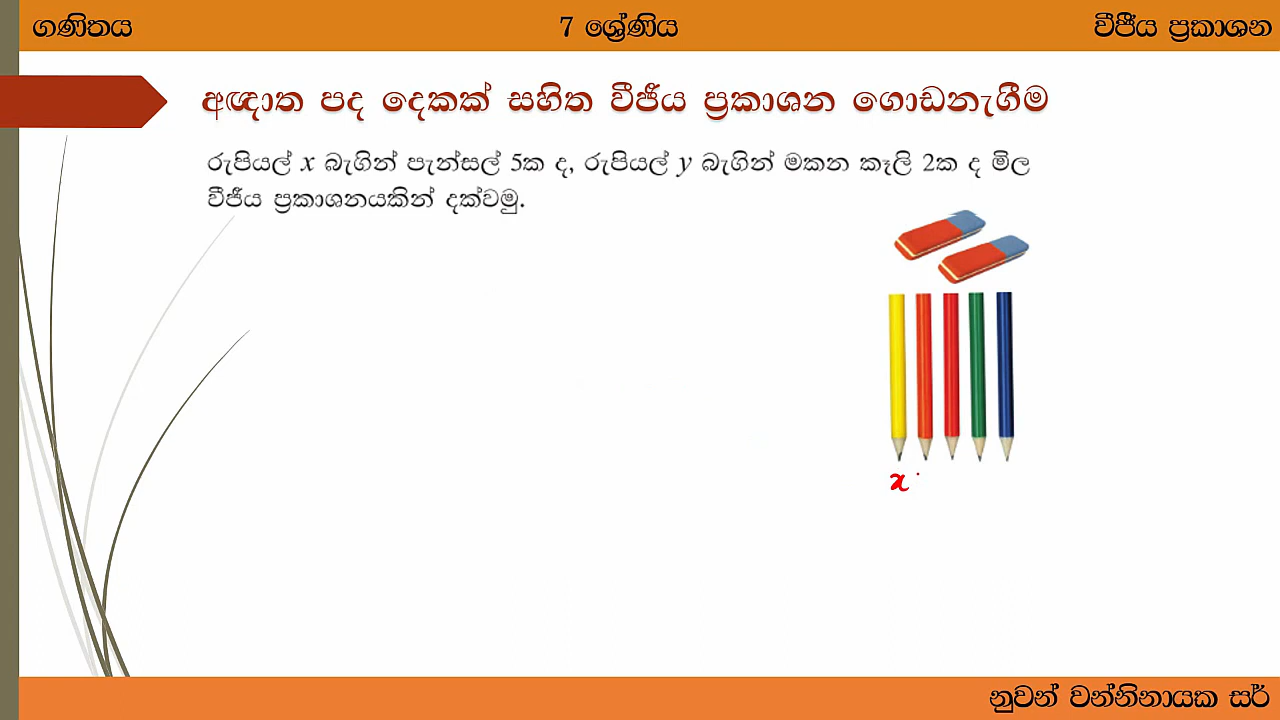 ගණිතය 7 ශ්‍රේණිය වීජීය ප්‍රකාශන
අඥාත පද දෙකක් සහිත වීජීය ප්‍රකාශන ගොඩනැගීම
රුපියල් x බැගින් පැන්සල් 5ක ද, රුපියල් y බැගින් මකන කැලි 2ක ද මිල
වීජීය ප්‍රකාශනයකින් දක්වමු.
x
නුවන් වන්නිනායක සර්